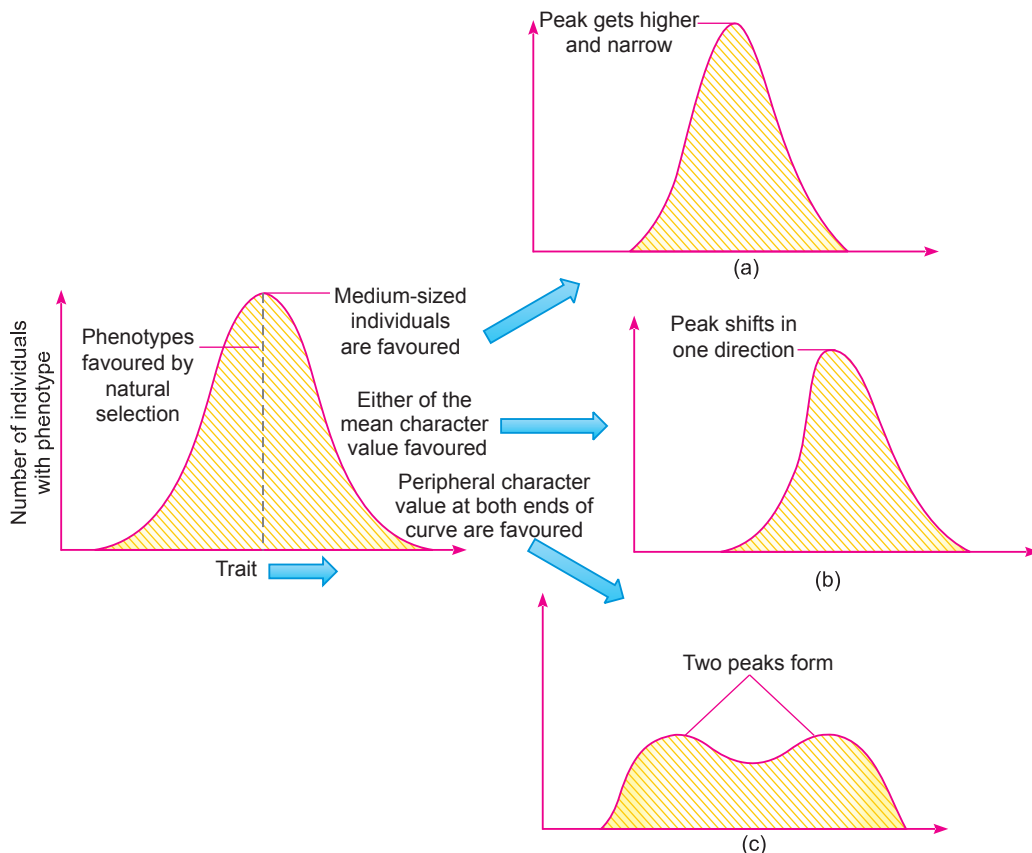 Peak gets higher
and narrow
(a)
Number of individuals
with phenotype
Phenotypes
favoured by
natural
selection
Medium-sized
individuals
are favoured
Either of the
mean character
value favoured
Peripheral character
value at both ends of
curve are favoured
Trait
Peak shifts in
one direction
(b)
Two peaks form
(c)